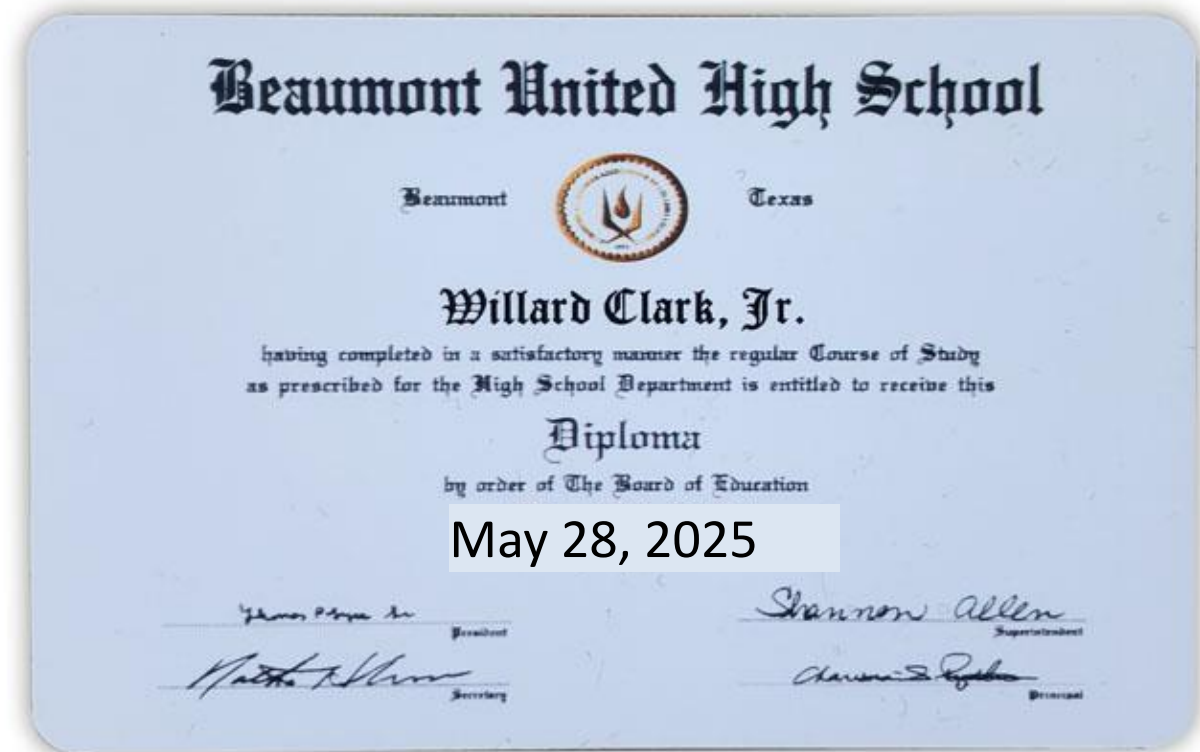 Beaumont United High School
Beaumont Texas
Willard Clark, Jr.
having completed in a satisfactory manner the regular Course of Study
as prescribed for the High School Department is entitled to receive this
Diploma
by order of The Board of Education
May 28, 2025
Shannon Allen
President Superintendent
Secretary Principal